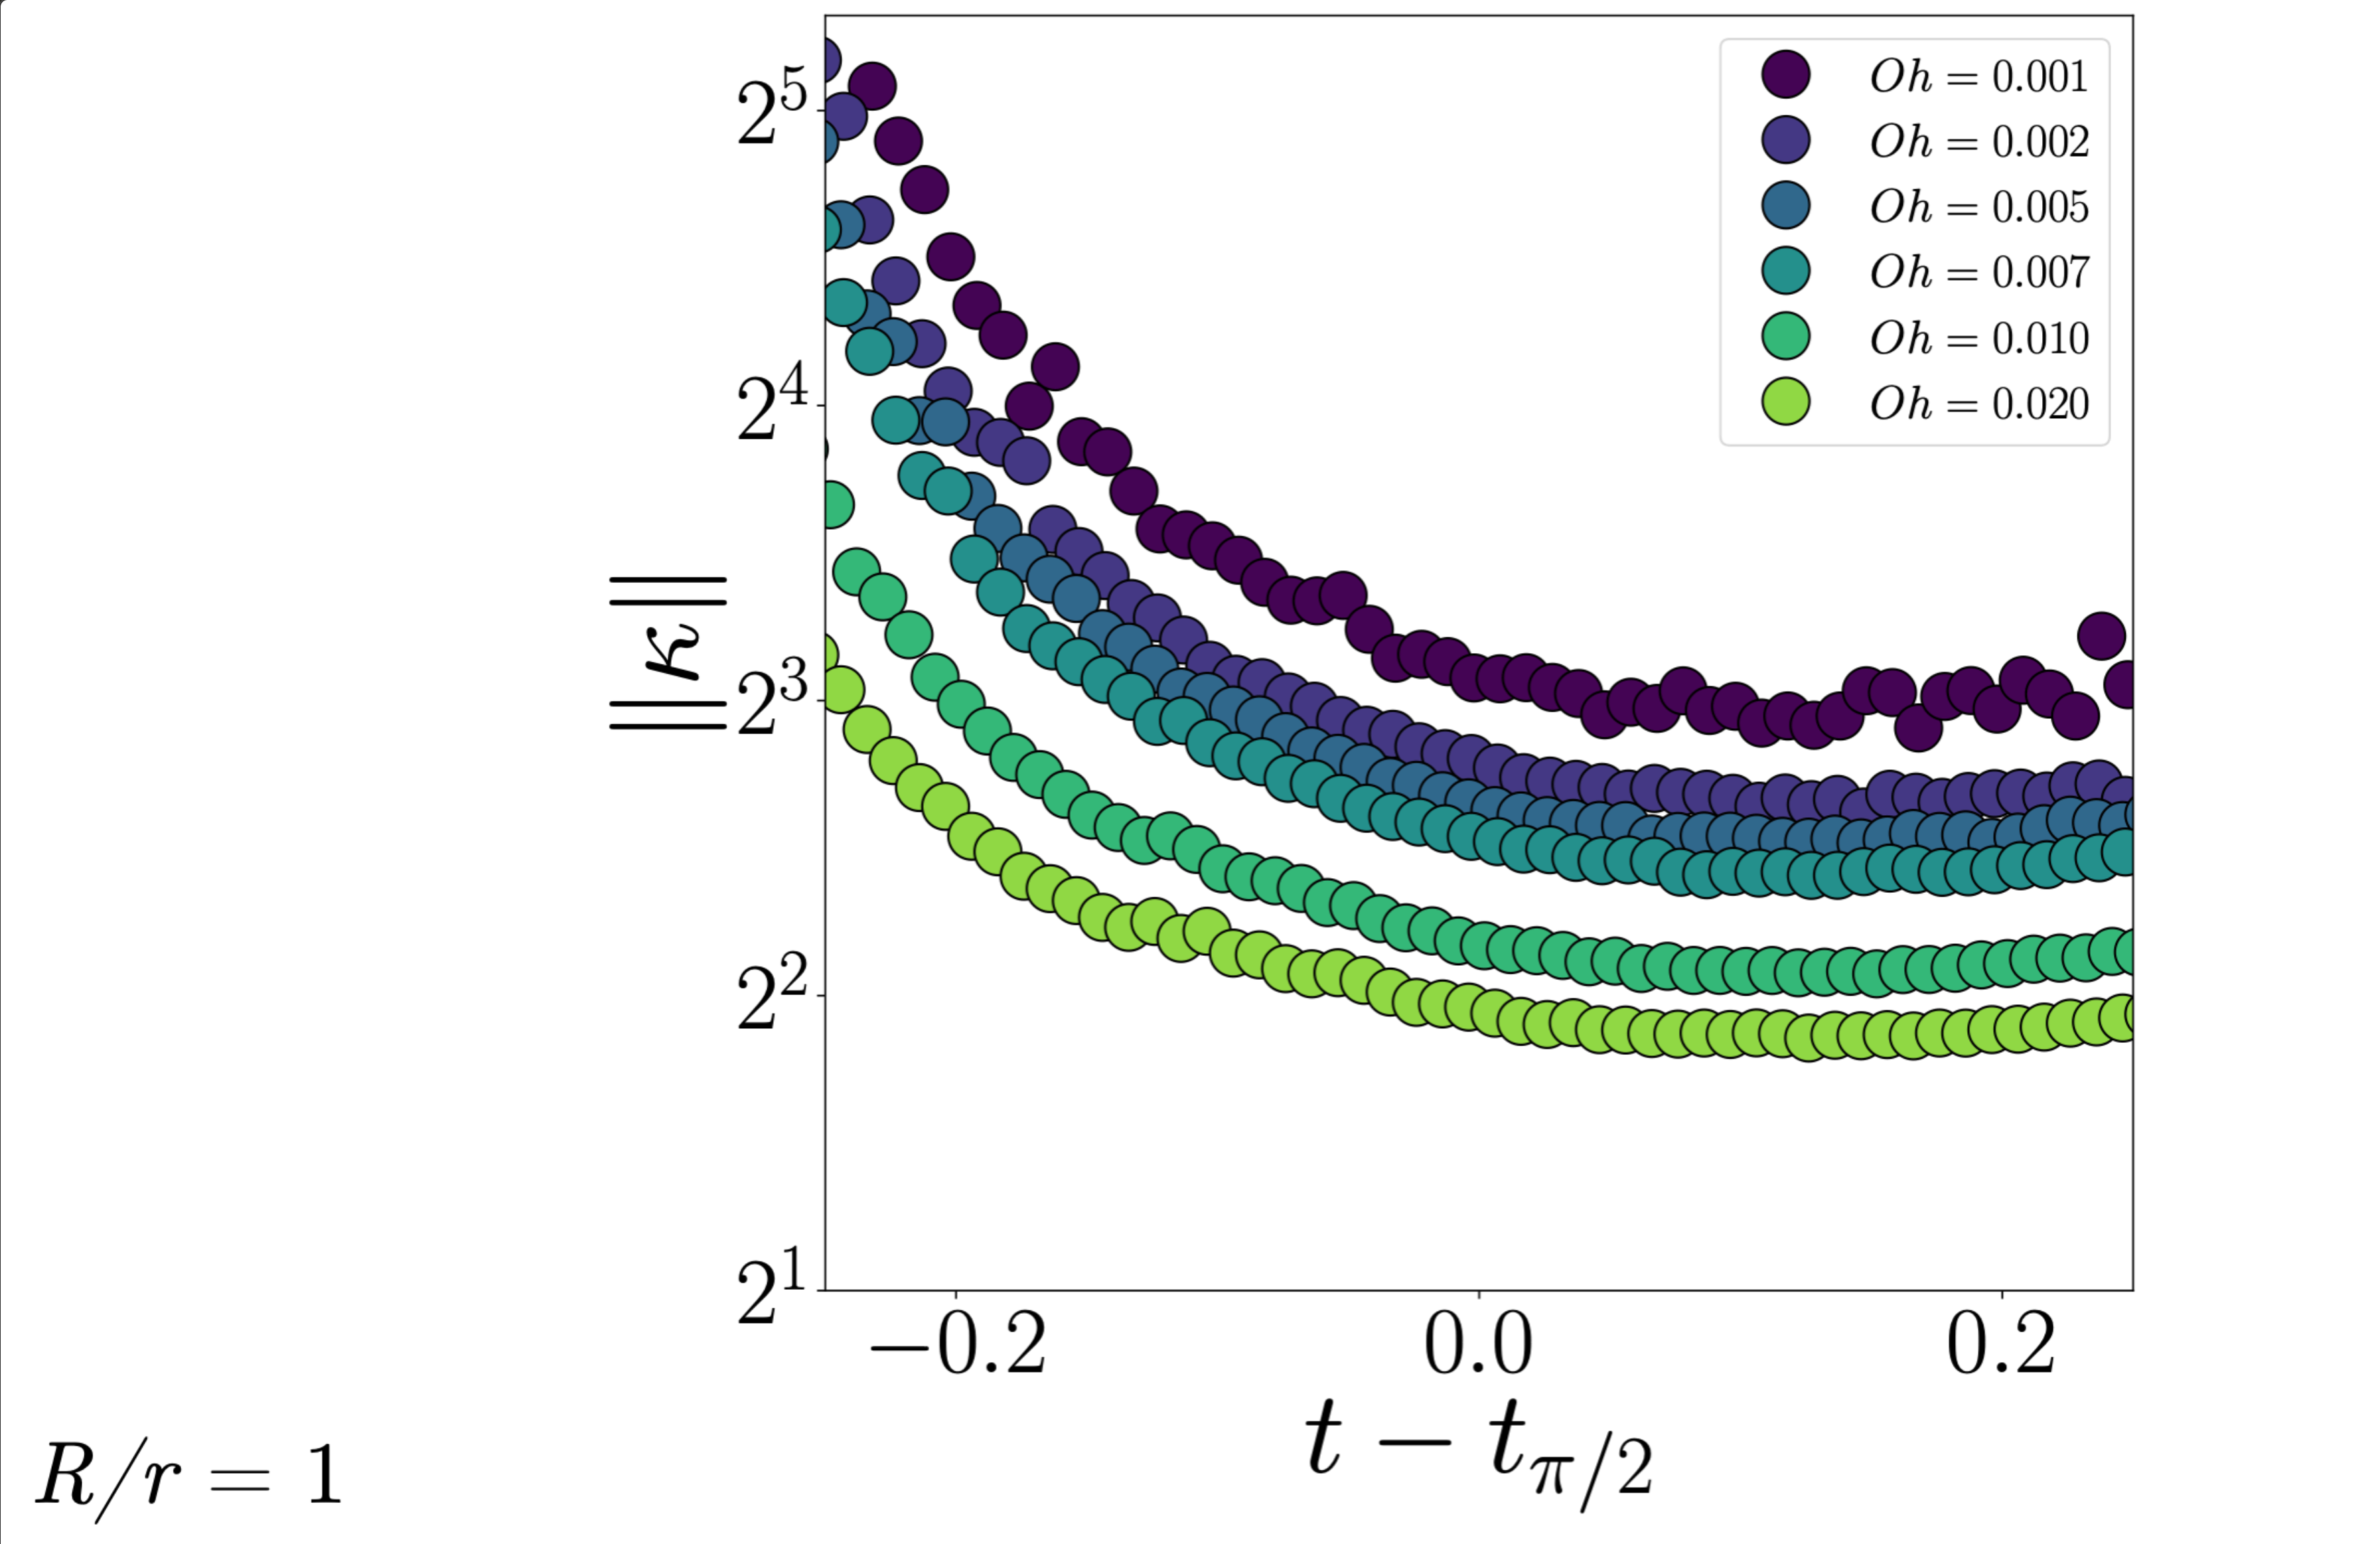 2^5
2^4
2^3
2^2
2^1
||κ||
Oh = 0.001
Oh = 0.002
Oh = 0.005
Oh = 0.007
Oh = 0.010
Oh = 0.020
−0.2 0.0 0.2
t − t_{π/2}
R/r = 1